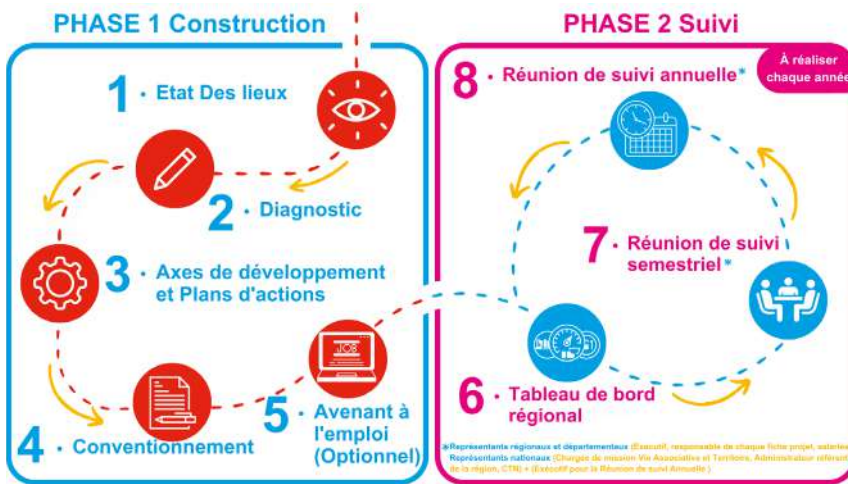 PHASE 1 Construction
1 • Etat Des lieux
2 • Diagnostic
3 • Axes de développement
et Plans d'actions
4 • Conventionnement
JOB
5 • Avenant à
l'emploi
(Optionnel)
PHASE 2 Suivi
À réaliser
chaque année
8 • Réunion de suivi annuelle*
7 • Réunion de suivi
semestriel*
6 • Tableau de bord
régional
*Représentants régionaux et départementaux (Exécutif, responsable de chaque fiche projet, salariés
Représentants nationaux (Chargés de mission Vie Associative et Territoire, Administrateur référent
de la région, CTN) + (Exécutif pour la Réunion de suivi Annuelle )